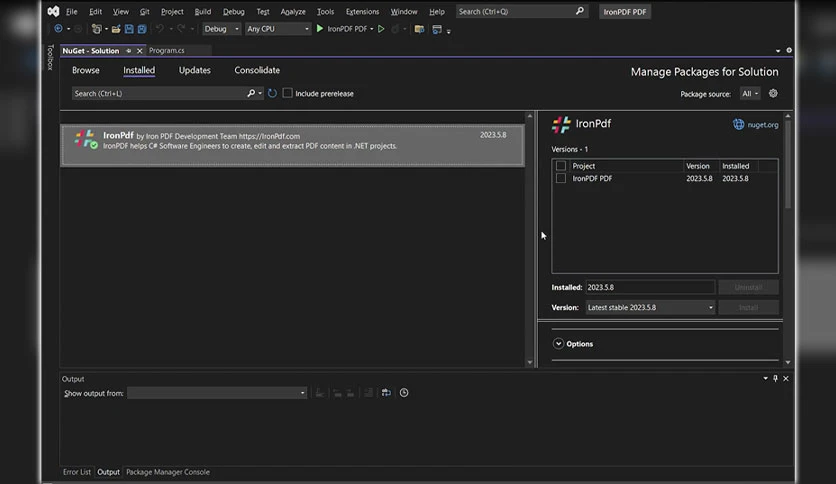 File Edit View Git Project Build Debug Test Analyze Tools Extensions Window Help Search (Ctrl+Q) IronPDF PDF
Debug Any CPU IronPDF PDF
NuGet - Solution Program.cs
Toolbox
Browse Installed Updates Consolidate
Manage Packages for Solution
Search (Ctrl+L) Include prerelease
Package source: All
IronPdf by Iron PDF Development Team https://IronPdf.com 2023.5.8
IronPDF helps C# Software Engineers to create, edit and extract PDF content in .NET projects.
IronPdf nuget.org
Versions - 1
Project Version Installed
IronPDF PDF 2023.5.8 2023.5.8
Installed: 2023.5.8 Uninstall
Version: Latest stable 2023.5.8 Install
Options
Output
Show output from:
Error List Output Package Manager Console